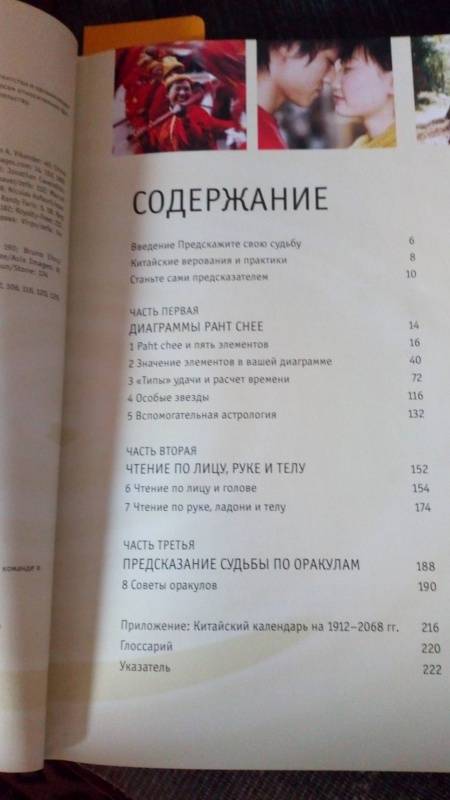 СОДЕРЖАНИЕ
Введение Предскажите свою судьбу 6
Китайские верования и практики 8
Станьте сами предсказателем 10
ЧАСТЬ ПЕРВАЯ
ДИАГРАММЫ PAHT CHEE 14
1 Paht chee и пять элементов 16
2 Значение элементов в вашей диаграмме 40
3 «Типы» удачи и расчет времени 72
4 Особые звезды 116
5 Вспомогательная астрология 132
ЧАСТЬ ВТОРАЯ
ЧТЕНИЕ ПО ЛИЦУ, РУКЕ И ТЕЛУ 152
6 Чтение по лицу и голове 154
7 Чтение по руке, ладони и телу 174
ЧАСТЬ ТРЕТЬЯ
ПРЕДСКАЗАНИЕ СУДЬБЫ ПО ОРАКУЛАМ 188
8 Советы оракулов 190
Приложение: Китайский календарь на 1912–2068 гг. 216
Глоссарий 220
Указатель 222
команде в